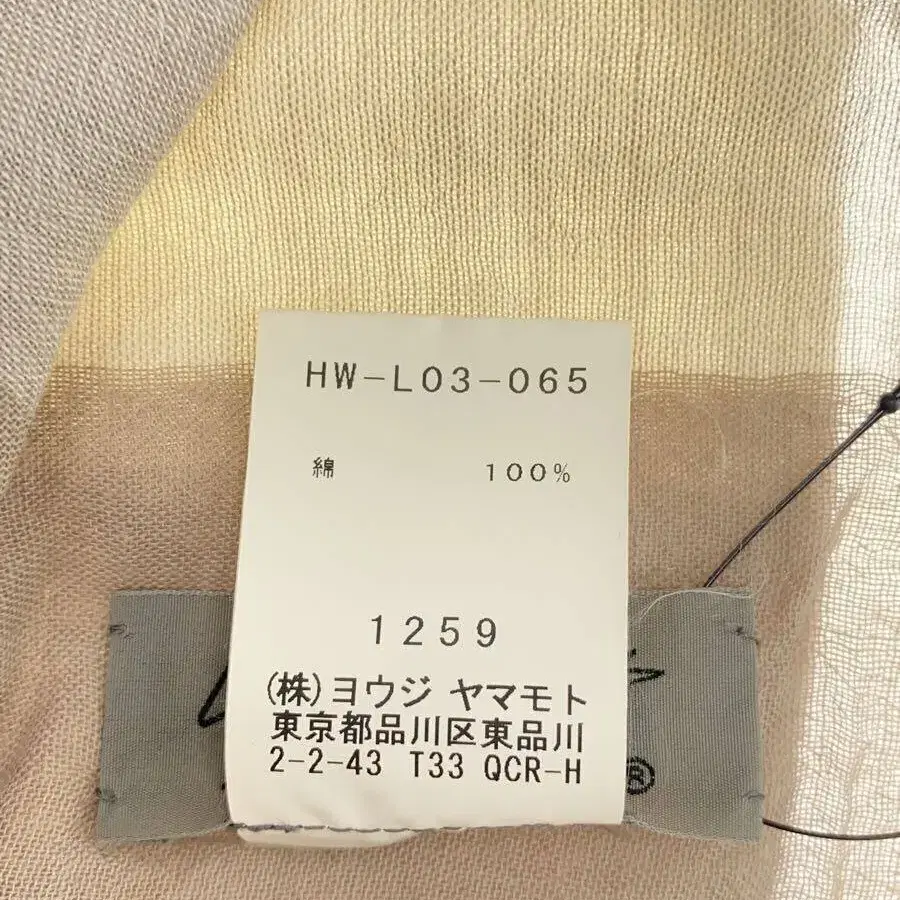 HW-L03-065
綿 100%
1259
(株)ヨウジ ヤマモト
東京都品川区東品川
2-2-43 T33 QCR-H
®